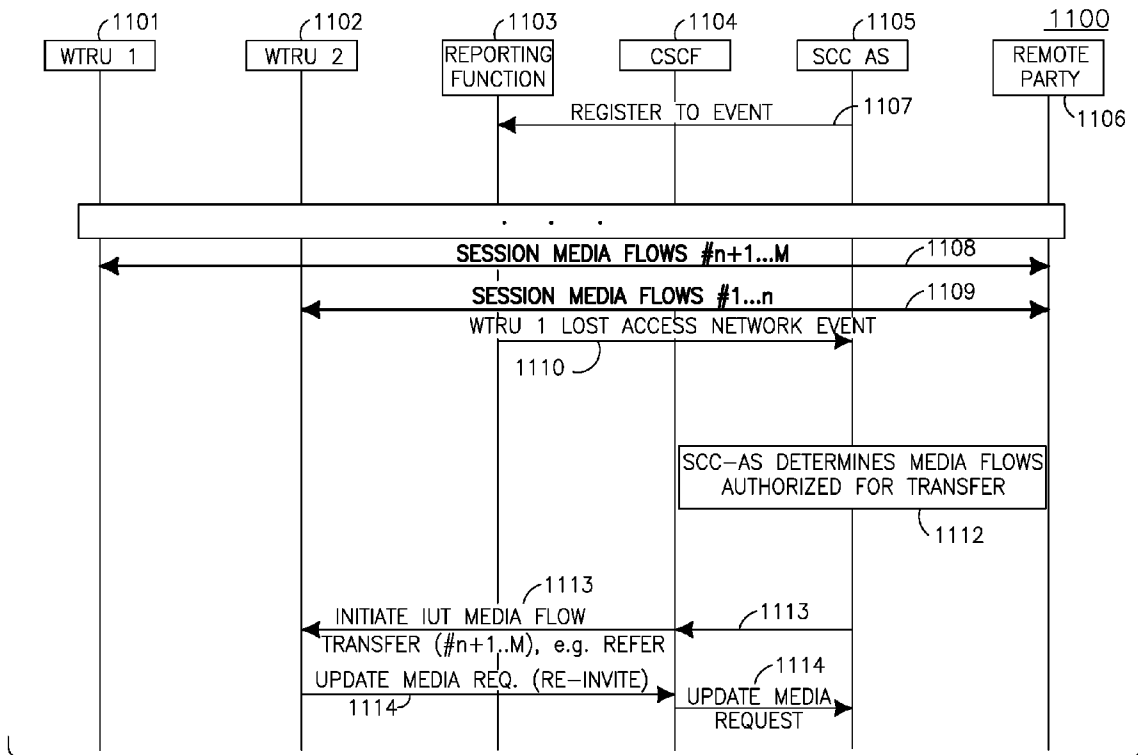 1100
1101
1102
1103
1104
1105
WTRU 1
WTRU 2
REPORTING
FUNCTION
CSCF
SCC AS
REMOTE
PARTY
1106
REGISTER TO EVENT
1107
. . .
SESSION MEDIA FLOWS #n+1...M
1108
SESSION MEDIA FLOWS #1...n
1109
WTRU 1 LOST ACCESS NETWORK EVENT
1110
SCC-AS DETERMINES MEDIA FLOWS
AUTHORIZED FOR TRANSFER
1112
1113
INITIATE IUT MEDIA FLOW
TRANSFER (#n+1..M), e.g. REFER
1113
UPDATE MEDIA REQ. (RE-INVITE)
1114
1114
UPDATE MEDIA
REQUEST